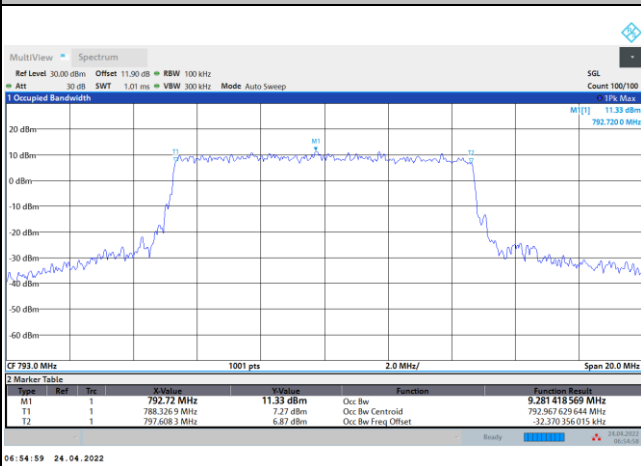 MultiView Spectrum
Ref Level 30.00 dBm Offset 11.90 dB RBW 100 kHz SGL
Att 30 dB SWT 1.01 ms VBW 300 kHz Mode Auto Sweep Count 100/100
1 Occupied Bandwidth 1Pk Max
M1[1] 11.33 dBm
792.720 0 MHz
20 dBm
M1
T1 T2
10 dBm
0 dBm
-10 dBm
-20 dBm
-30 dBm
-40 dBm
-50 dBm
-60 dBm
CF 793.0 MHz 1001 pts 2.0 MHz/ Span 20.0 MHz
2 Marker Table
Type Ref Trc X-Value Y-Value Function Function Result
M1 1 792.72 MHz 11.33 dBm Occ Bw 9.281 418 569 MHz
T1 1 788.326 9 MHz 7.27 dBm Occ Bw Centroid 792.967 629 644 MHz
T2 1 797.608 3 MHz 6.87 dBm Occ Bw Freq Offset -32.370 356 015 kHz
Ready 24.04.2022
06:54:58
06:54:59 24.04.2022